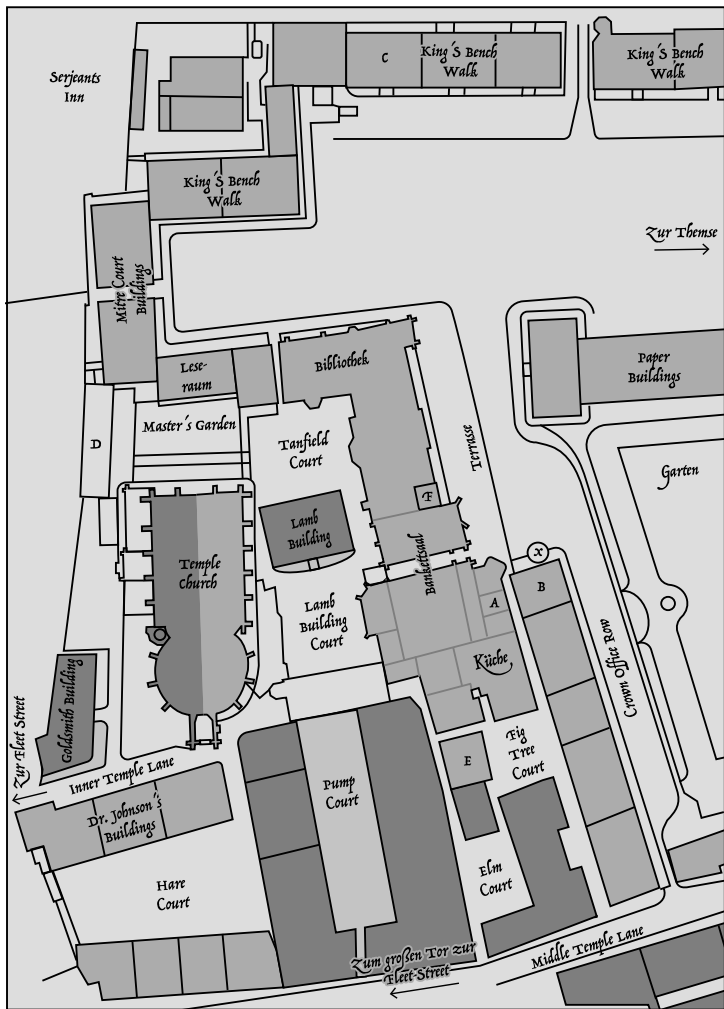 C
King´S Bench
Walk
King´S Bench
Walk
Serjeants
Inn
King´S Bench
Walk
Zur Themse
Mitre Court
Buildings
Lese-
raum
Bibliothek
Paper
Buildings
D
Master´s Garden
Tanfield
Court
Terrasse
Garten
F
Lamb
Building
Bankettsaal
x
Temple
Church
Lamb
Building
Court
A
B
Küche
Crown Office Row
Goldsmith Building
Zur Fleet Street
Fig
Tree
Court
E
Inner Temple Lane
Pump
Court
Dr. Johnson´s
Buildings
Elm
Court
Hare
Court
Zum großen Tor zur
Fleet-Street
Middle Temple Lane